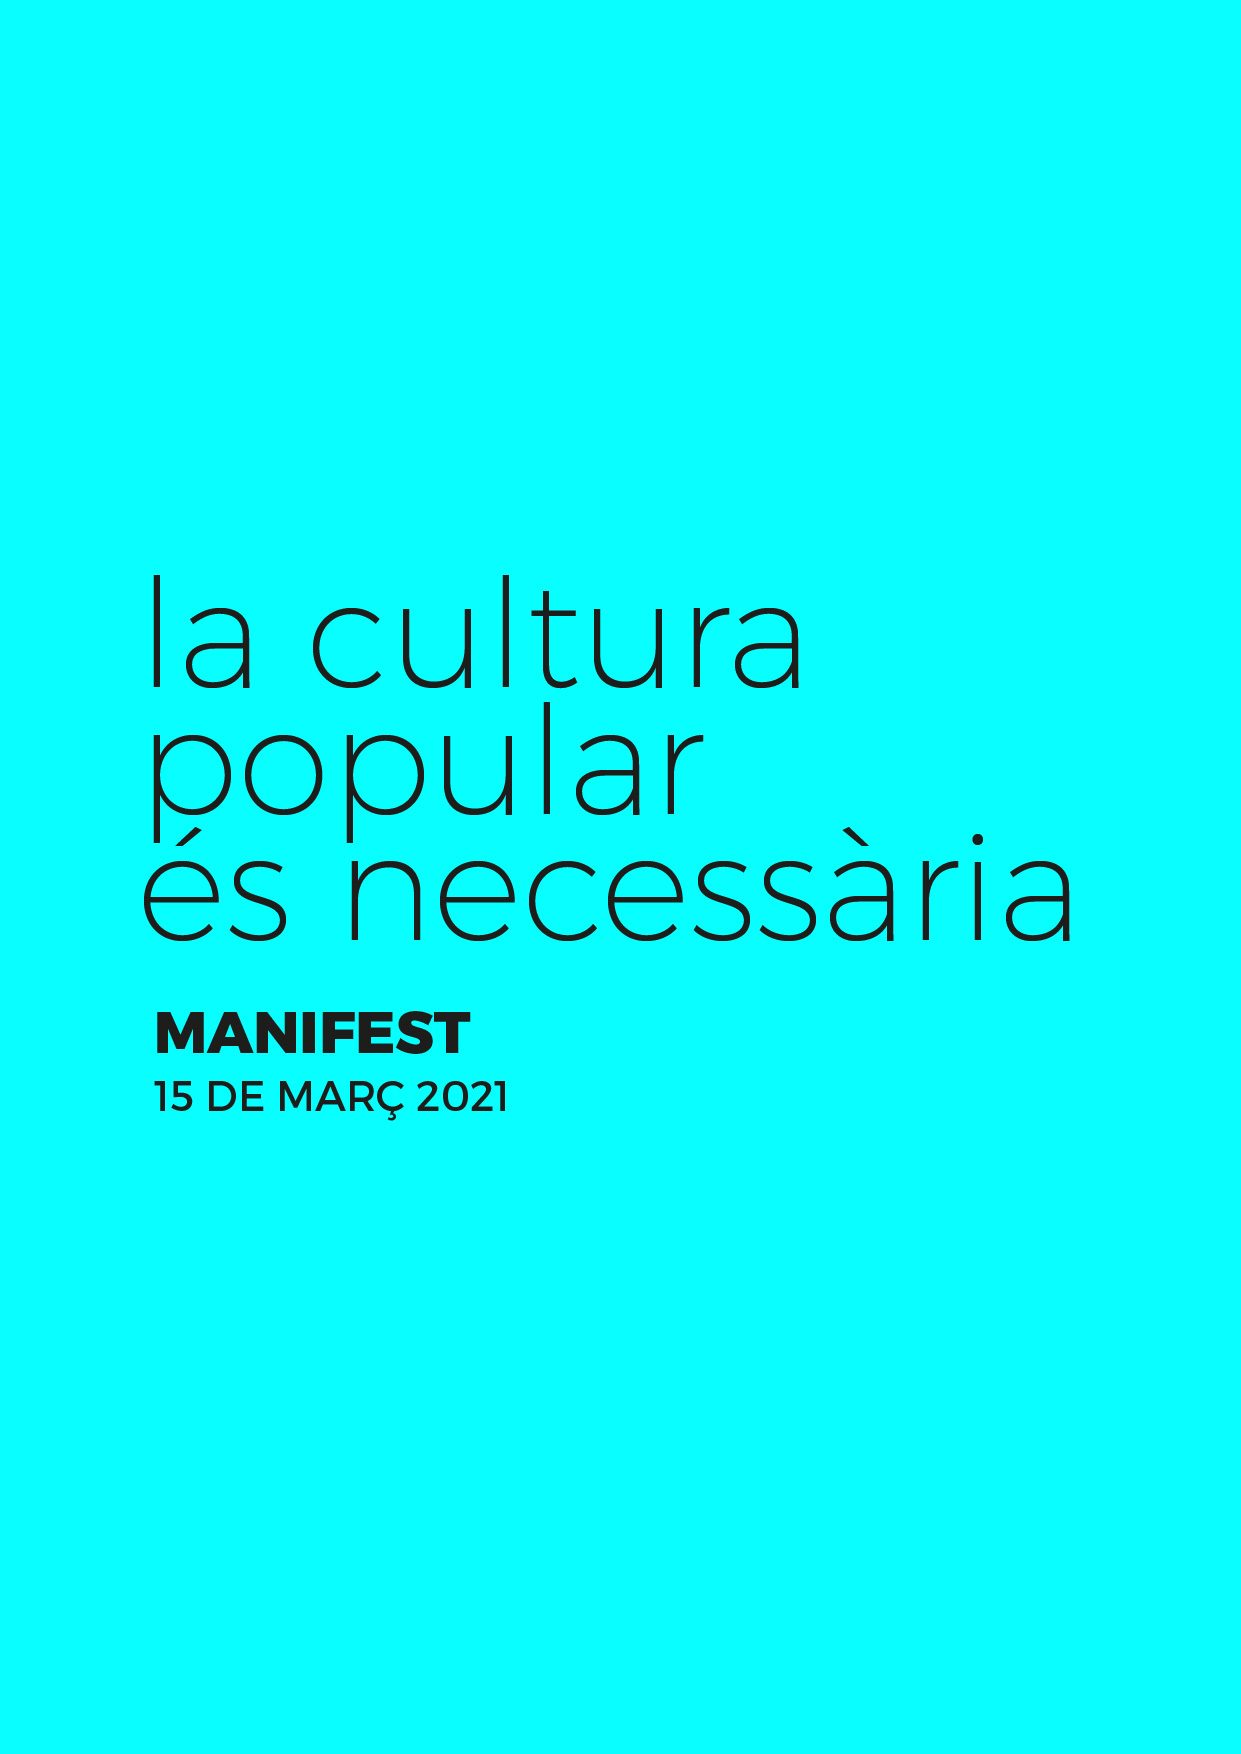 la cultura
popular
és necessària
MANIFEST
15 DE MARÇ 2021